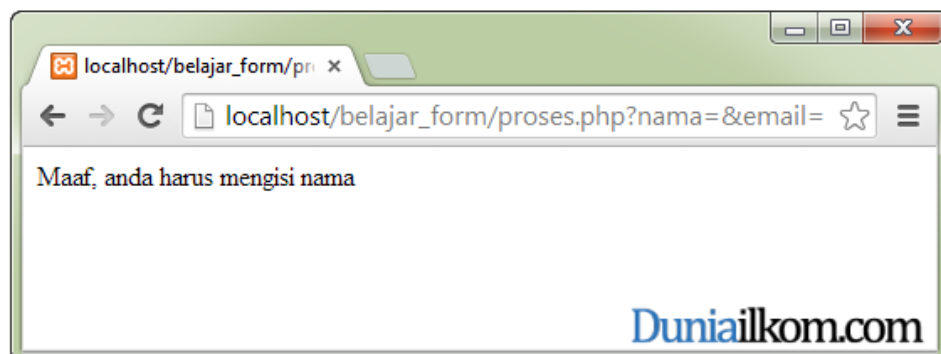 localhost/belajar_form/pr
localhost/belajar_form/proses.php?nama=&email=
Maaf, anda harus mengisi nama
Duniailkom.com